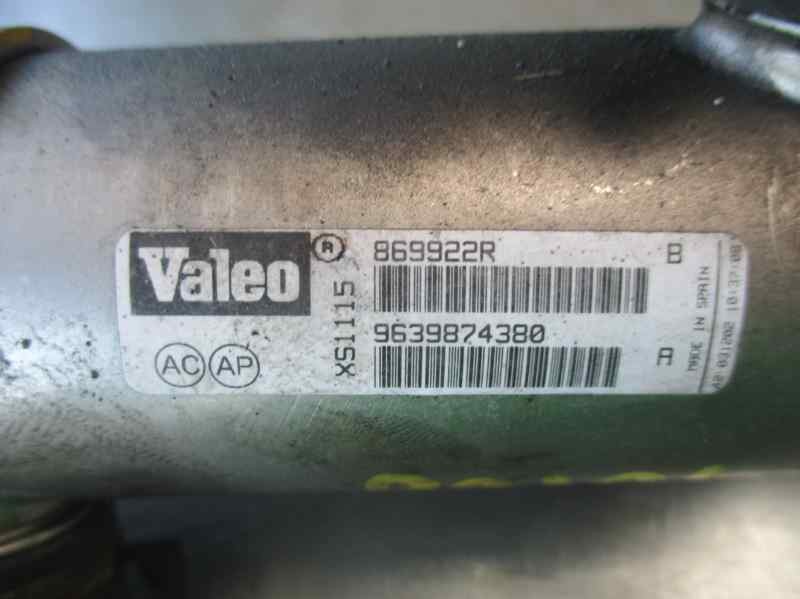 Valeo ®
869922R B
XS1115
9639874380 A
AC AP
MADE IN SPAIN